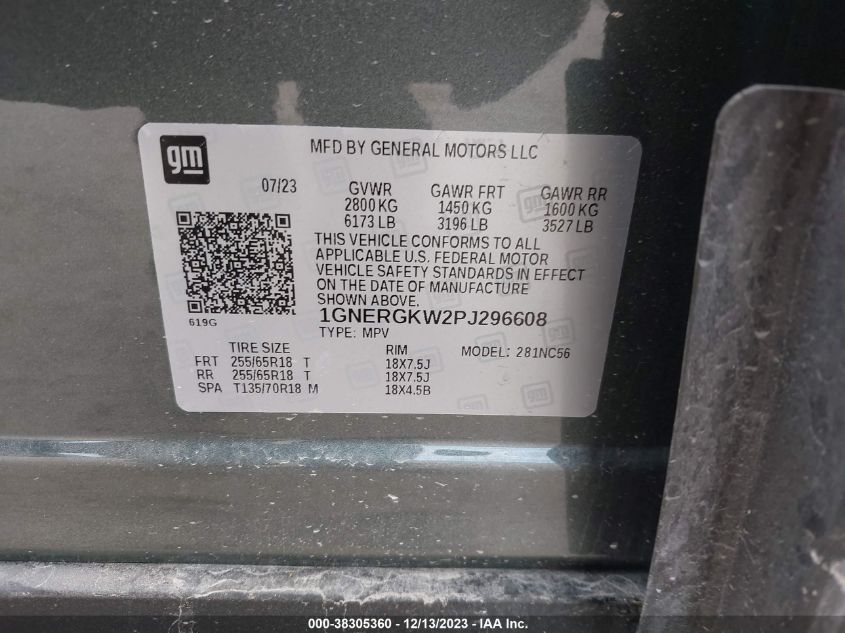 gm
MFD BY GENERAL MOTORS LLC
07/23 GVWR GAWR FRT GAWR RR
2800 KG 1450 KG 1600 KG
6173 LB 3196 LB 3527 LB
THIS VEHICLE CONFORMS TO ALL
APPLICABLE U.S. FEDERAL MOTOR
VEHICLE SAFETY STANDARDS IN EFFECT
ON THE DATE OF MANUFACTURE
SHOWN ABOVE.
619G
1GNERGKW2PJ296608
TYPE: MPV
TIRE SIZE RIM MODEL: 281NC56
FRT 255/65R18 T 18X7.5J
RR 255/65R18 T 18X7.5J
SPA T135/70R18 M 18X4.5B
000-38305360 - 12/13/2023 - IAAI.com